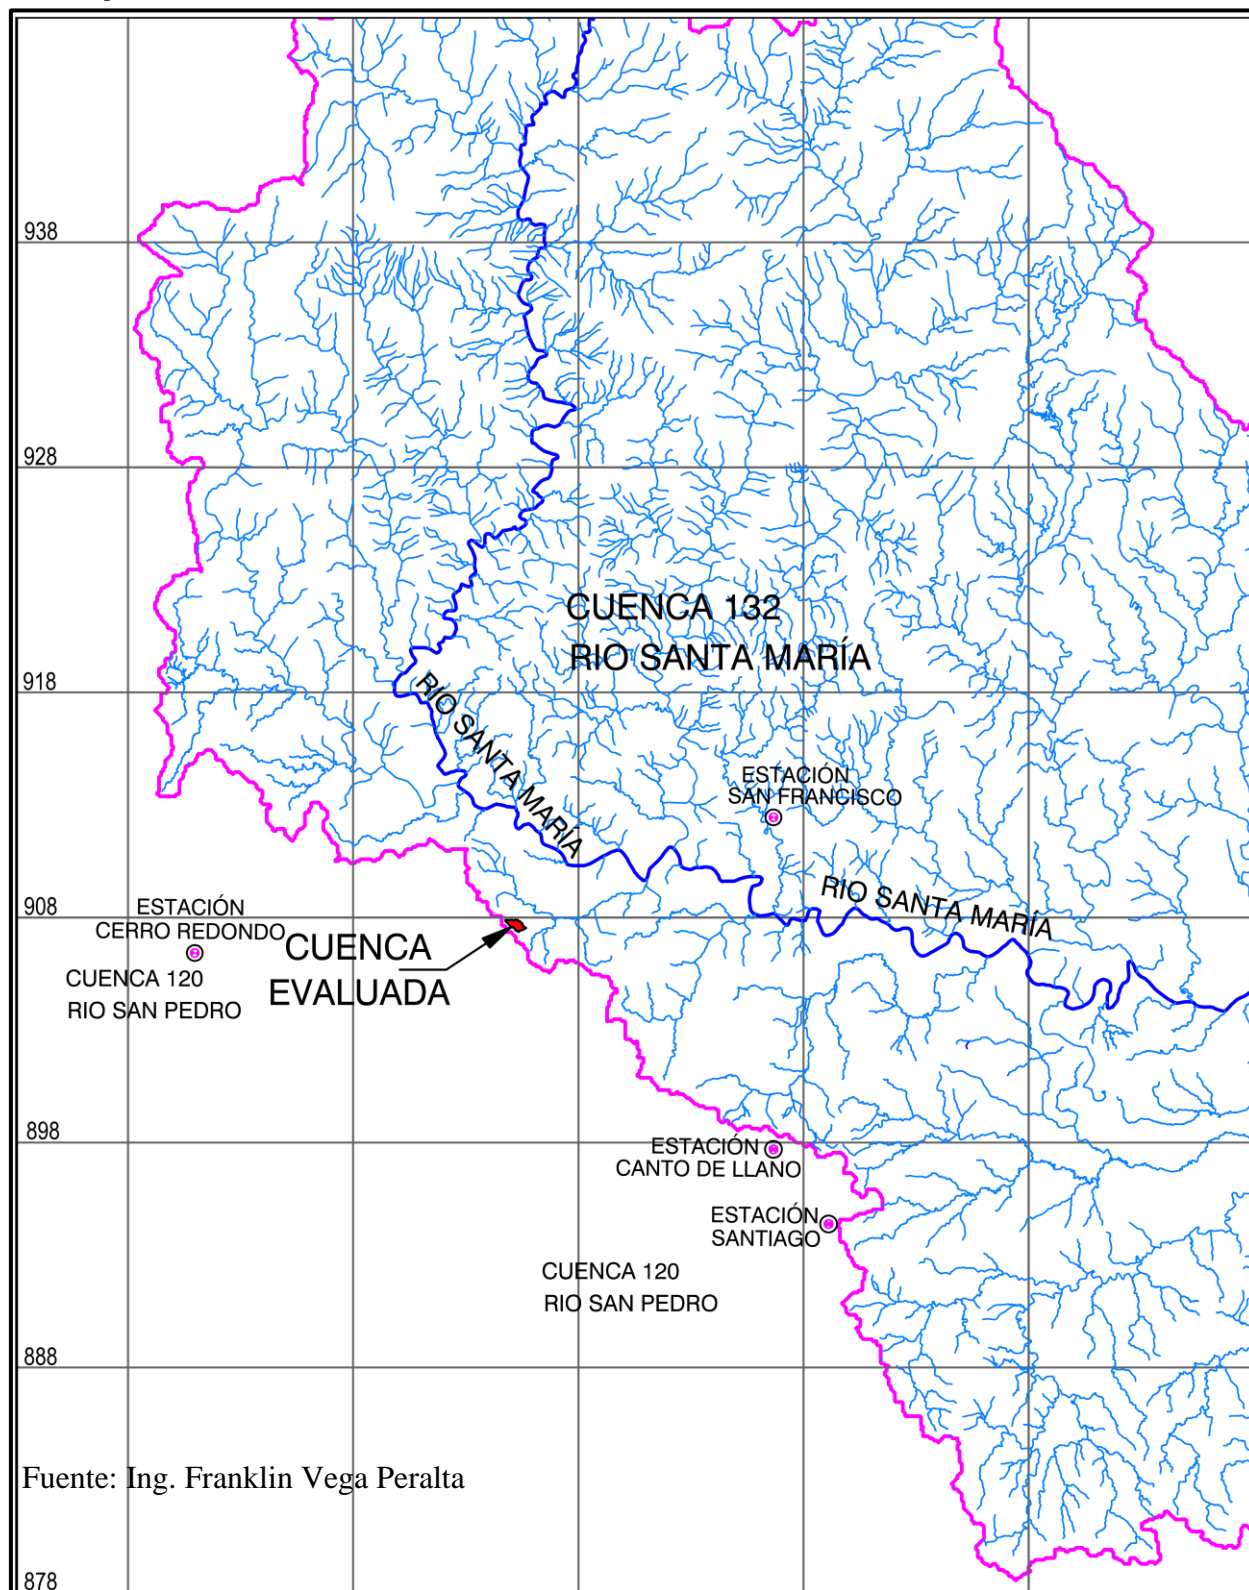 938
928
CUENCA 132
RIO SANTA MARÍA
918
RIO SANTA MARÍA
ESTACIÓN
SAN FRANCISCO
RIO SANTA MARÍA
908
ESTACIÓN
CERRO REDONDO
CUENCA
EVALUADA
CUENCA 120
RIO SAN PEDRO
898
ESTACIÓN
CANTO DE LLANO
ESTACIÓN
SANTIAGO
CUENCA 120
RIO SAN PEDRO
888
Fuente: Ing. Franklin Vega Peralta
878